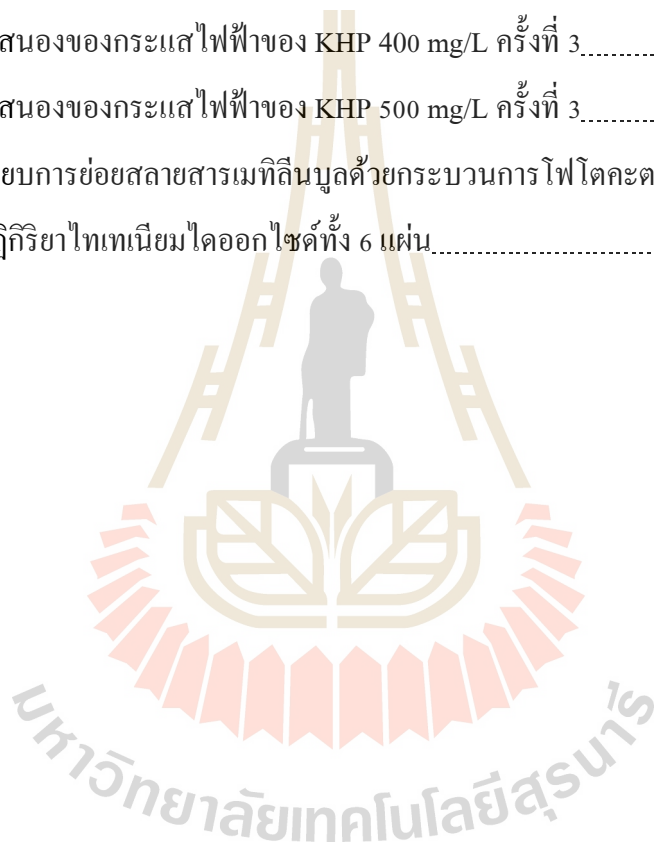 สนองของกระแสไฟฟ้าของ KHP 400 mg/L ครั้งที่ 3
สนองของกระแสไฟฟ้าของ KHP 500 mg/L ครั้งที่ 3
ยบการย่อยสลายสารเมทิลีนบูลด้วยกระบวนการโฟโตคะต
ฏิกิริยาไทเทเนียมไดออกไซด์ทั้ง 6 แผ่น
มหาวิทยาลัยเทคโนโลยีสุรนารี